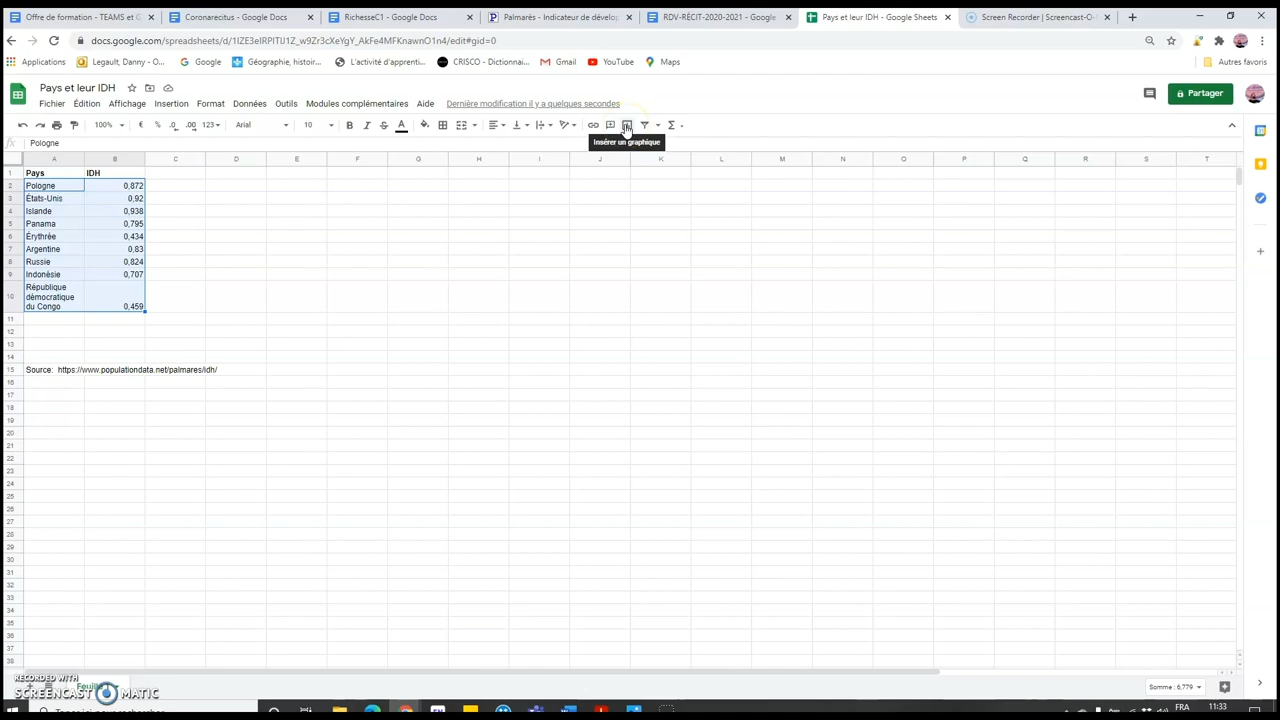 Offre de formation - TEAMS et G
Coronarecitus - Google Docs
RichesseC1 - Google Docs
Palmarès - Indicateur de dévelop
RDV-RÉCIT-2020-2021 - Google
Pays et leur IDH - Google Sheets
Screen Recorder | Screencast-O-
docs.google.com/spreadsheets/d/1IZE3eIRPITlJ1Z_w9Zr3cXeYgY_AkFe4MFKnawnO1n4/edit#gid=0
Applications
Legault, Danny - O...
Google
Géographie, histoir...
L'activité d'apprenti...
CRISCO - Dictionnai...
Gmail
YouTube
Maps
Autres favoris
Pays et leur IDH
Fichier Édition Affichage Insertion Format Données Outils Modules complémentaires Aide Dernière modification il y a quelques secondes
Partager
100% € % .0 .00 123 Arial 10 B I S A Σ
Insérer un graphique
fx Pologne
A B C D E F G H I J K L M N O P Q R S T
1 Pays IDH
2 Pologne 0,872
3 États-Unis 0,92
4 Islande 0,938
5 Panama 0,795
6 Érythrée 0,434
7 Argentine 0,83
8 Russie 0,824
9 Indonésie 0,707
République
démocratique
10 du Congo 0,459
11
12
13
14
15 Source: https://www.populationdata.net/palmares/idh/
16
17
18
19
20
21
22
23
24
25
26
27
28
29
30
31
32
33
34
35
36
37
38
RECORDED WITH
SCREENCAST MATIC
Feuill
Somme : 6,779
Taper ici pour rechercher
FRA
11:33